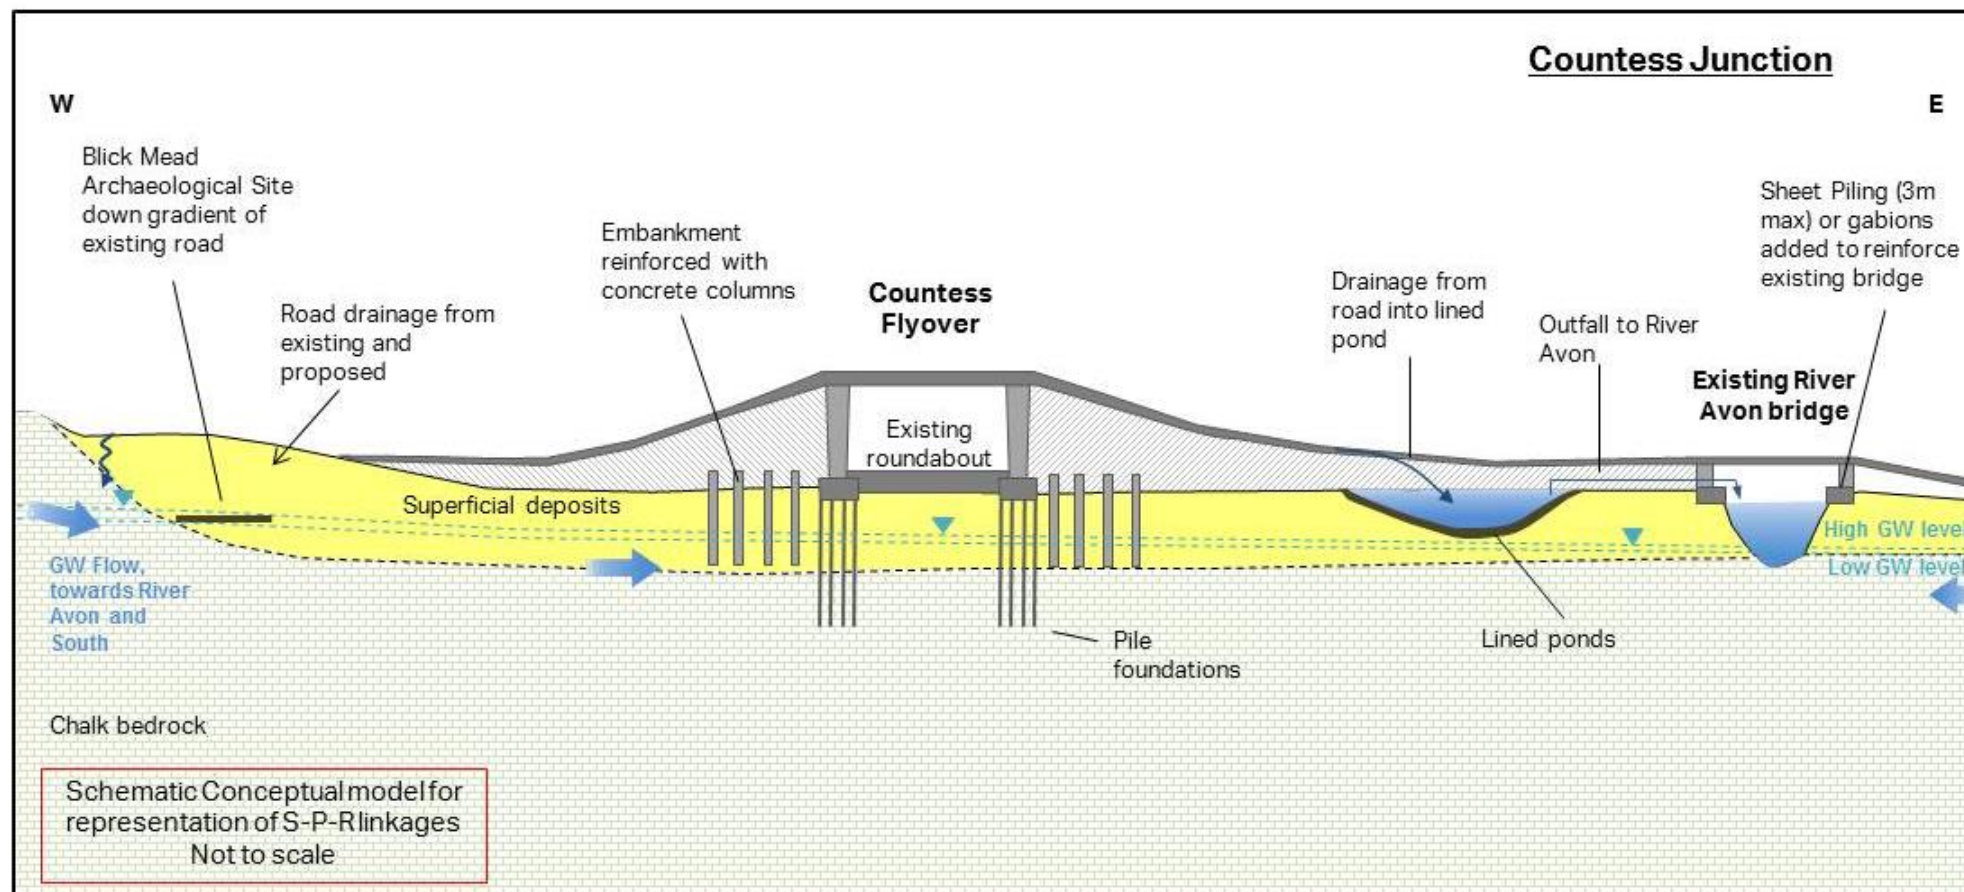 Countess Junction
W
E
Blick Mead
Archaeological Site
down gradient of
existing road
Sheet Piling (3m
max) or gabions
added to reinforce
existing bridge
Embankment
reinforced with
concrete columns
Road drainage from
existing and
proposed
Countess
Flyover
Drainage from
road into lined
pond
Outfall to River
Avon
Existing River
Avon bridge
Existing
roundabout
Superficial deposits
High GW level
Low GW level
GW Flow,
towards River
Avon and
South
Pile
foundations
Lined ponds
Chalk bedrock
Schematic Conceptual model for
representation of S-P-R linkages
Not to scale